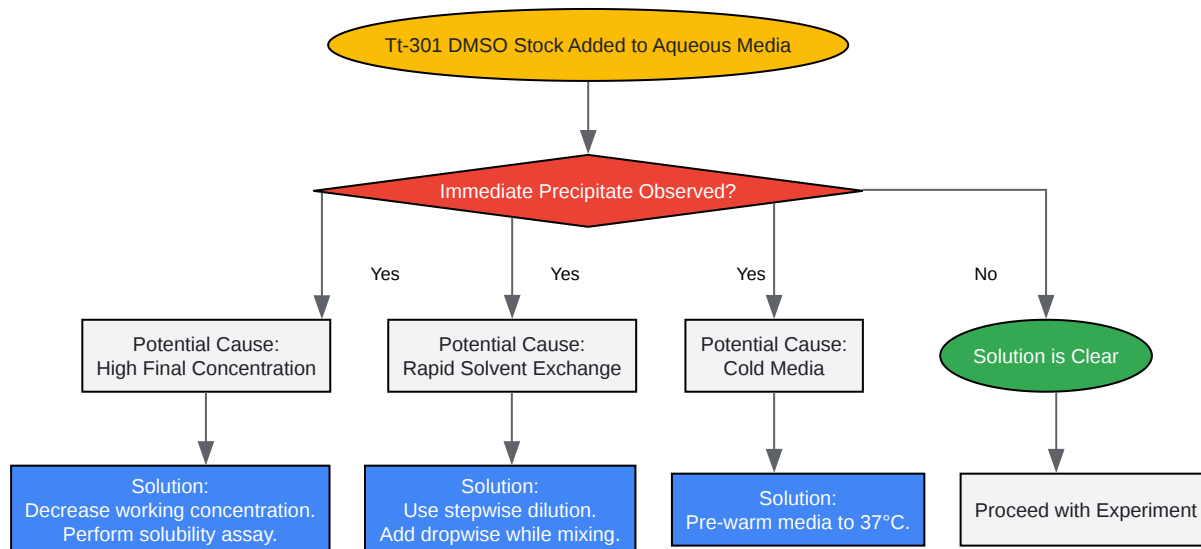 Tt-301 DMSO Stock Added to Aqueous Media
Immediate Precipitate Observed?
Yes
Yes
Yes
No
Potential Cause:
High Final Concentration
Potential Cause:
Rapid Solvent Exchange
Potential Cause:
Cold Media
Solution is Clear
Solution:
Decrease working concentration.
Perform solubility assay.
Solution:
Use stepwise dilution.
Add dropwise while mixing.
Solution:
Pre-warm media to 37°C.
Proceed with Experiment